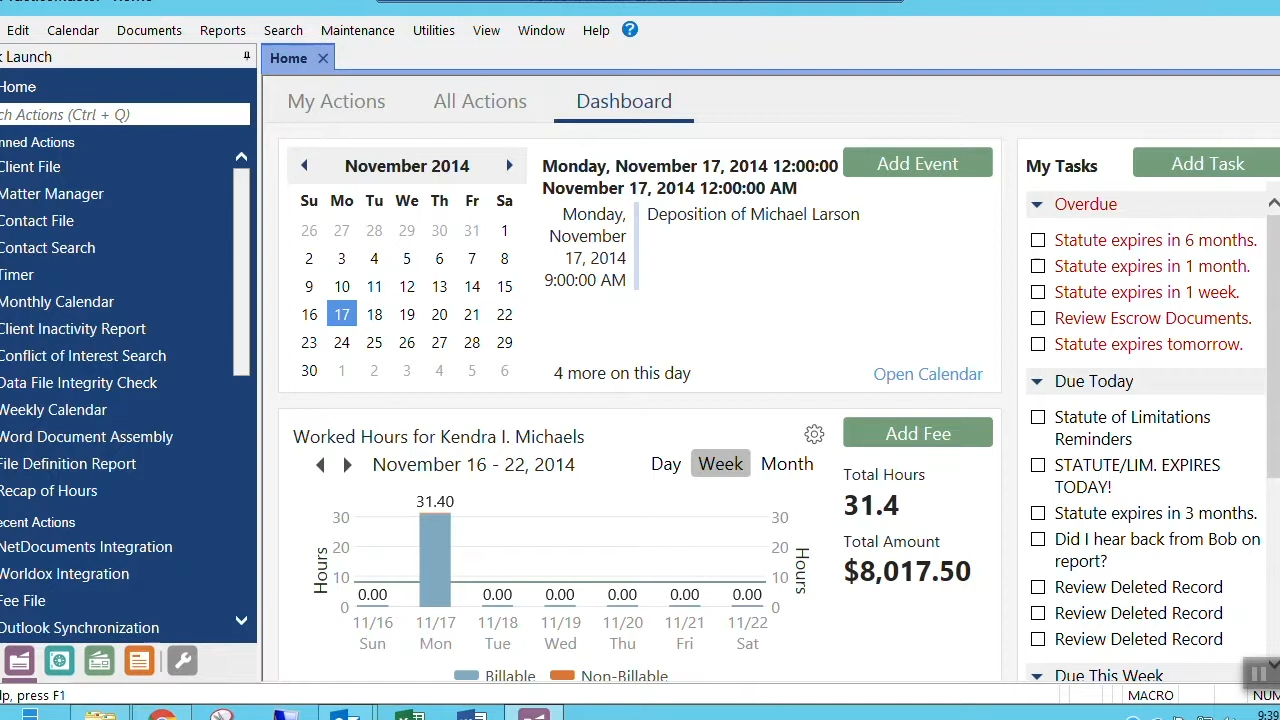 Edit Calendar Documents Reports Search Maintenance Utilities View Window Help ?
Launch
Home
Home
ch Actions (Ctrl + Q)
nned Actions
Client File
Matter Manager
Contact File
Contact Search
Timer
Monthly Calendar
Client Inactivity Report
Conflict of Interest Search
Data File Integrity Check
Weekly Calendar
Word Document Assembly
File Definition Report
Recap of Hours
ecent Actions
NetDocuments Integration
Worldox Integration
Fee File
Outlook Synchronization
lp, press F1
My Actions All Actions Dashboard
November 2014
Su Mo Tu We Th Fr Sa
26 27 28 29 30 31 1
2 3 4 5 6 7 8
9 10 11 12 13 14 15
16 17 18 19 20 21 22
23 24 25 26 27 28 29
30 1 2 3 4 5 6
Monday, November 17, 2014 12:00:00
November 17, 2014 12:00:00 AM
Add Event
Monday,
November
17, 2014
9:00:00 AM
Deposition of Michael Larson
4 more on this day
Open Calendar
Worked Hours for Kendra I. Michaels
November 16 - 22, 2014
Day Week Month
Add Fee
Total Hours
31.4
Total Amount
$8,017.50
31.40
30 30
20 20
10 10
0 0
Hours
Hours
0.00 0.00 0.00 0.00 0.00 0.00
11/16 11/17 11/18 11/19 11/20 11/21 11/22
Sun Mon Tue Wed Thu Fri Sat
Billable Non-Billable
My Tasks
Add Task
Overdue
Statute expires in 6 months.
Statute expires in 1 month.
Statute expires in 1 week.
Review Escrow Documents.
Statute expires tomorrow.
Due Today
Statute of Limitations
Reminders
STATUTE/LIM. EXPIRES
TODAY!
Statute expires in 3 months.
Did I hear back from Bob on
report?
Review Deleted Record
Review Deleted Record
Review Deleted Record
Due This Week
MACRO NUM